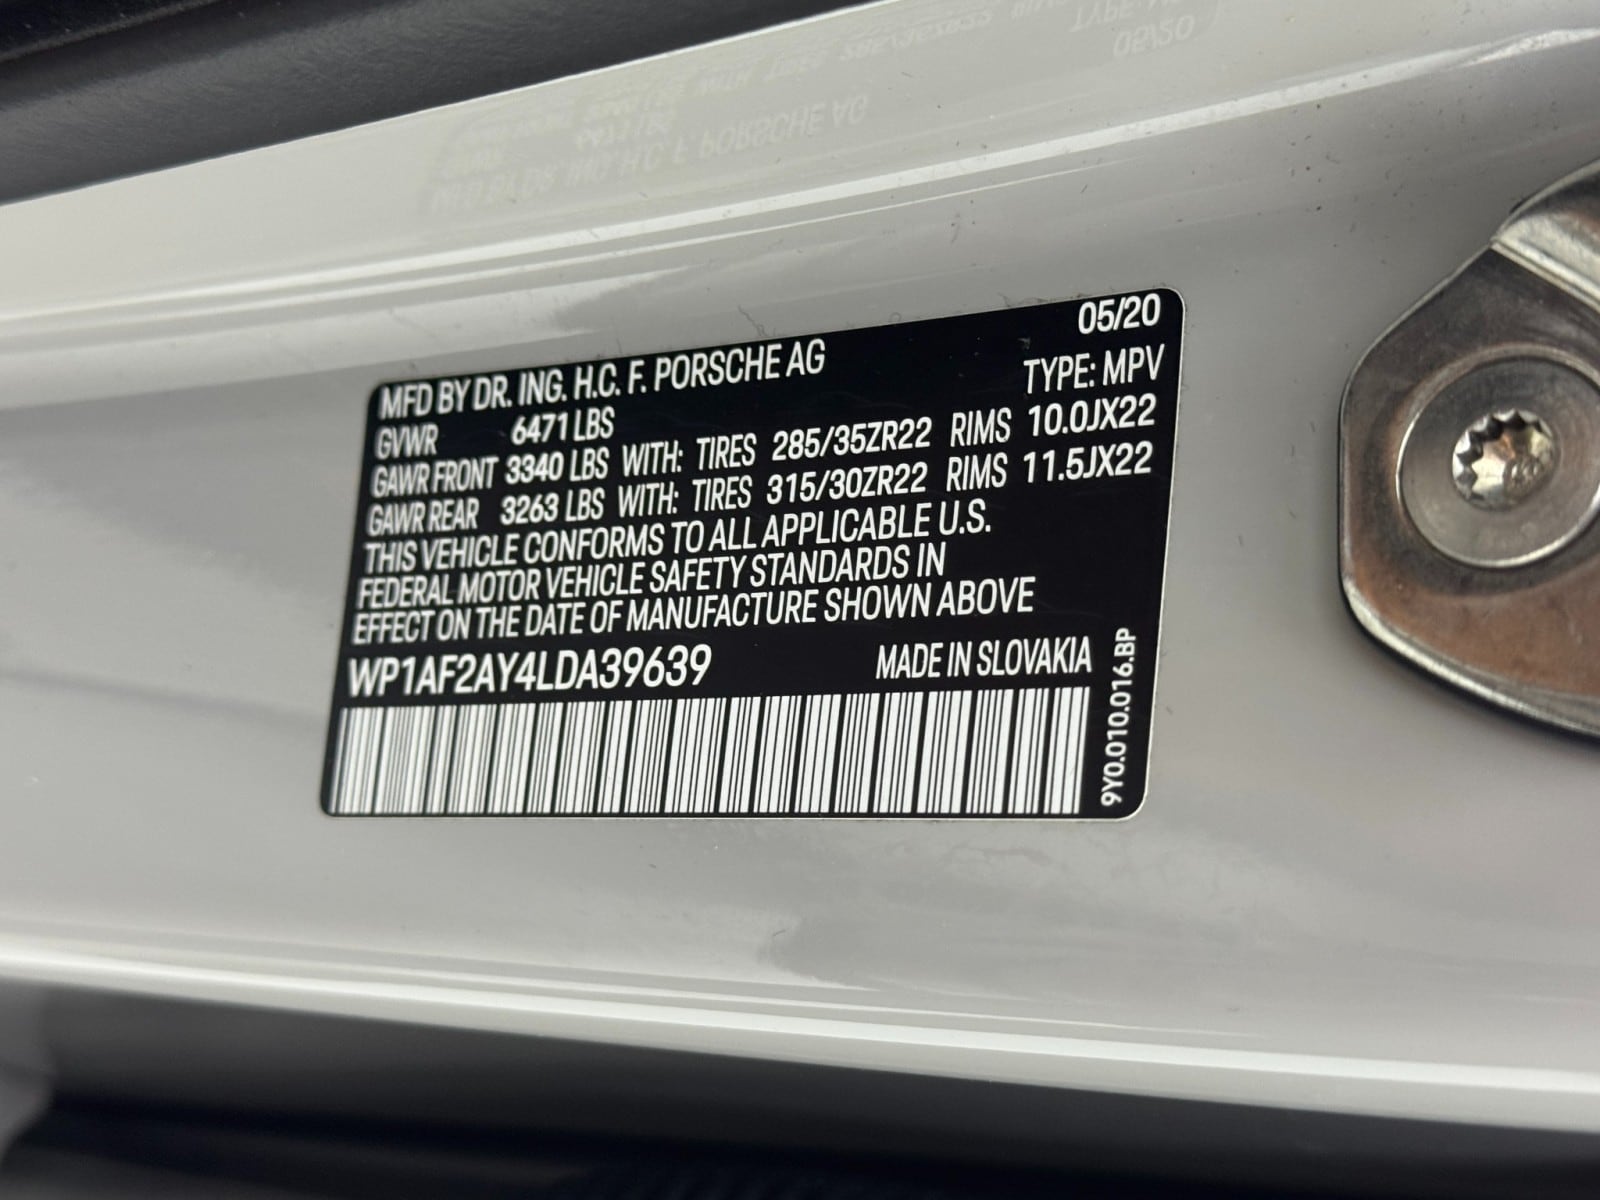 05/20
MFD BY DR. ING. H.C. F. PORSCHE AG
TYPE: MPV
GVWR 6471 LBS
GAWR FRONT 3340 LBS WITH: TIRES 285/35ZR22 RIMS 10.0JX22
GAWR REAR 3263 LBS WITH: TIRES 315/30ZR22 RIMS 11.5JX22
THIS VEHICLE CONFORMS TO ALL APPLICABLE U.S.
FEDERAL MOTOR VEHICLE SAFETY STANDARDS IN
EFFECT ON THE DATE OF MANUFACTURE SHOWN ABOVE
WP1AF2AY4LDA39639 MADE IN SLOVAKIA
9Y0.010.016.BP